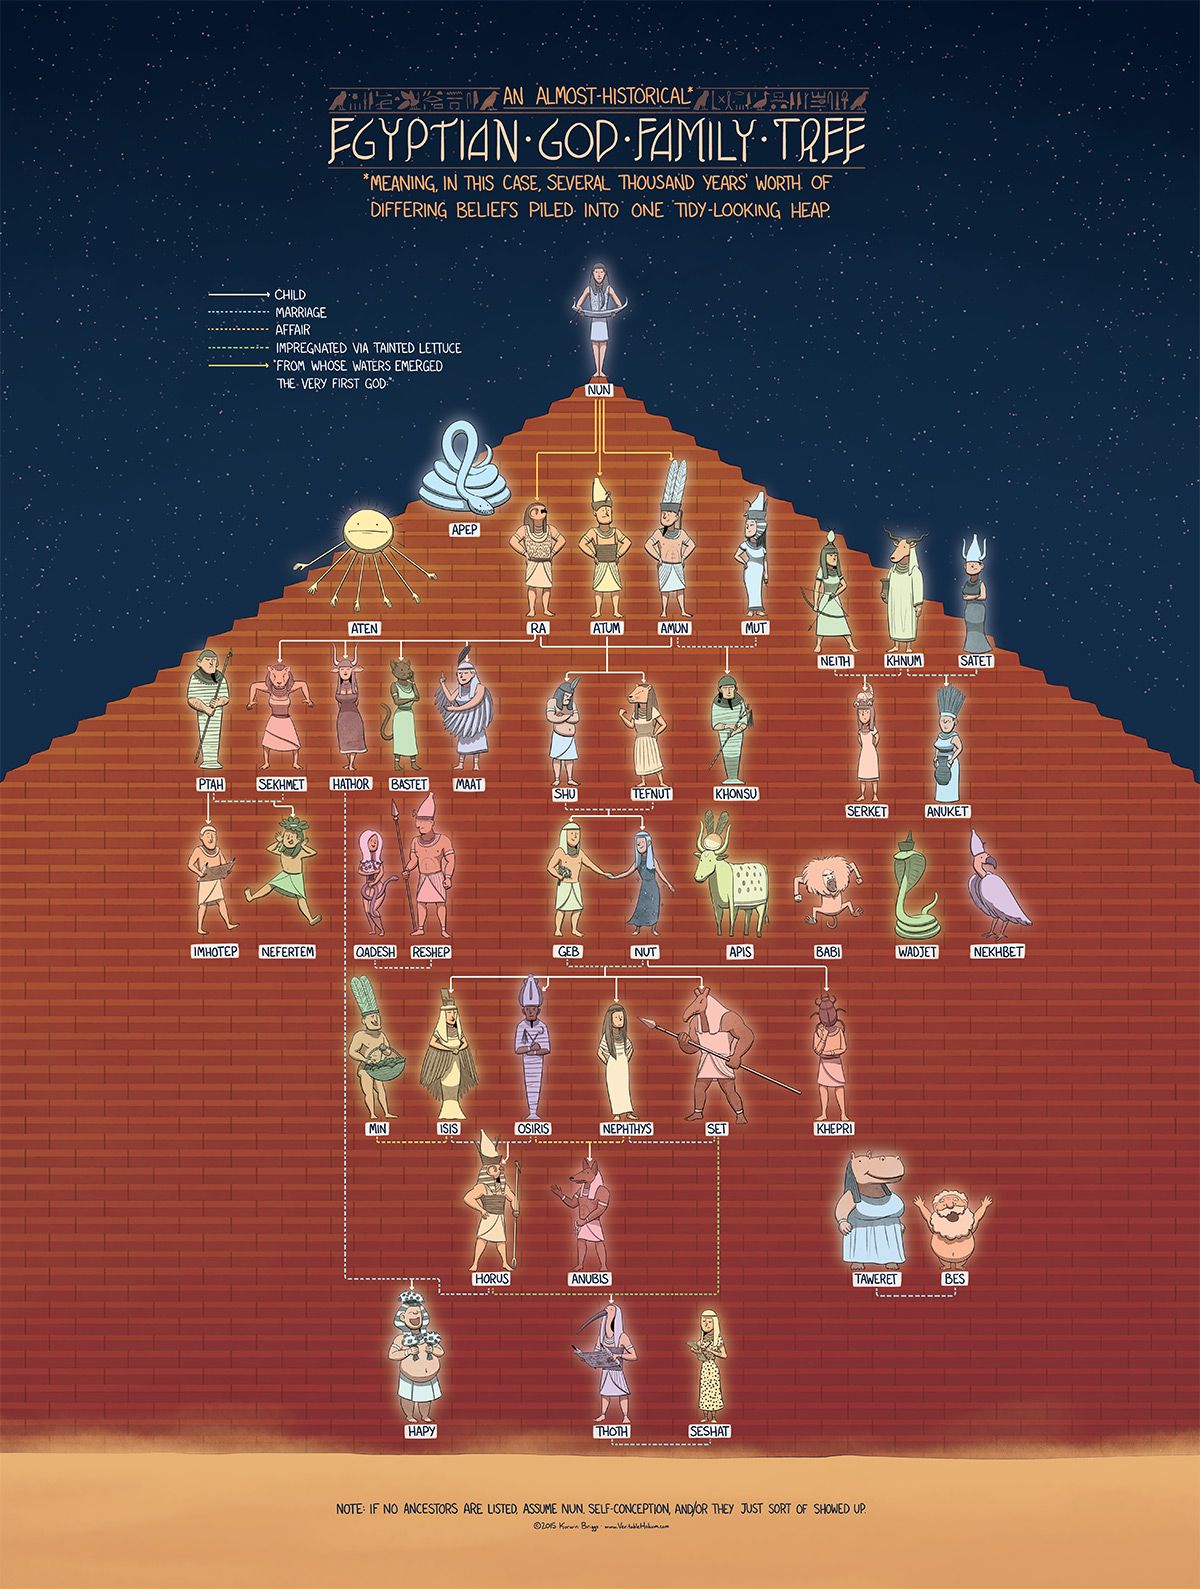 AN ALMOST-HISTORICAL*
EGYPTIAN·GOD·FAMILY·TREE
*MEANING, IN THIS CASE, SEVERAL THOUSAND YEARS' WORTH OF
DIFFERING BELIEFS PILED INTO ONE TIDY-LOOKING HEAP.
CHILD
MARRIAGE
AFFAIR
IMPREGNATED VIA TAINTED LETTUCE
"FROM WHOSE WATERS EMERGED
THE VERY FIRST GOD."
NUN
APEP
ATEN
RA
ATUM
AMUN
MUT
NEITH
KHNUM
SATET
PTAH
SEKHMET
HATHOR
BASTET
MAAT
SHU
TEFNUT
KHONSU
SERKET
ANUKET
IMHOTEP
NEFERTEM
QADESH
RESHEP
GEB
NUT
APIS
BABI
WADJET
NEKHBET
MIN
ISIS
OSIRIS
NEPHTHYS
SET
KHEPRI
HORUS
ANUBIS
TAWERET
BES
HAPY
THOTH
SESHAT
NOTE: IF NO ANCESTORS ARE LISTED, ASSUME NUN, SELF-CONCEPTION, AND/OR THEY JUST SORT OF SHOWED UP.
©2015 Korwin Briggs · www.VeritableHokum.com